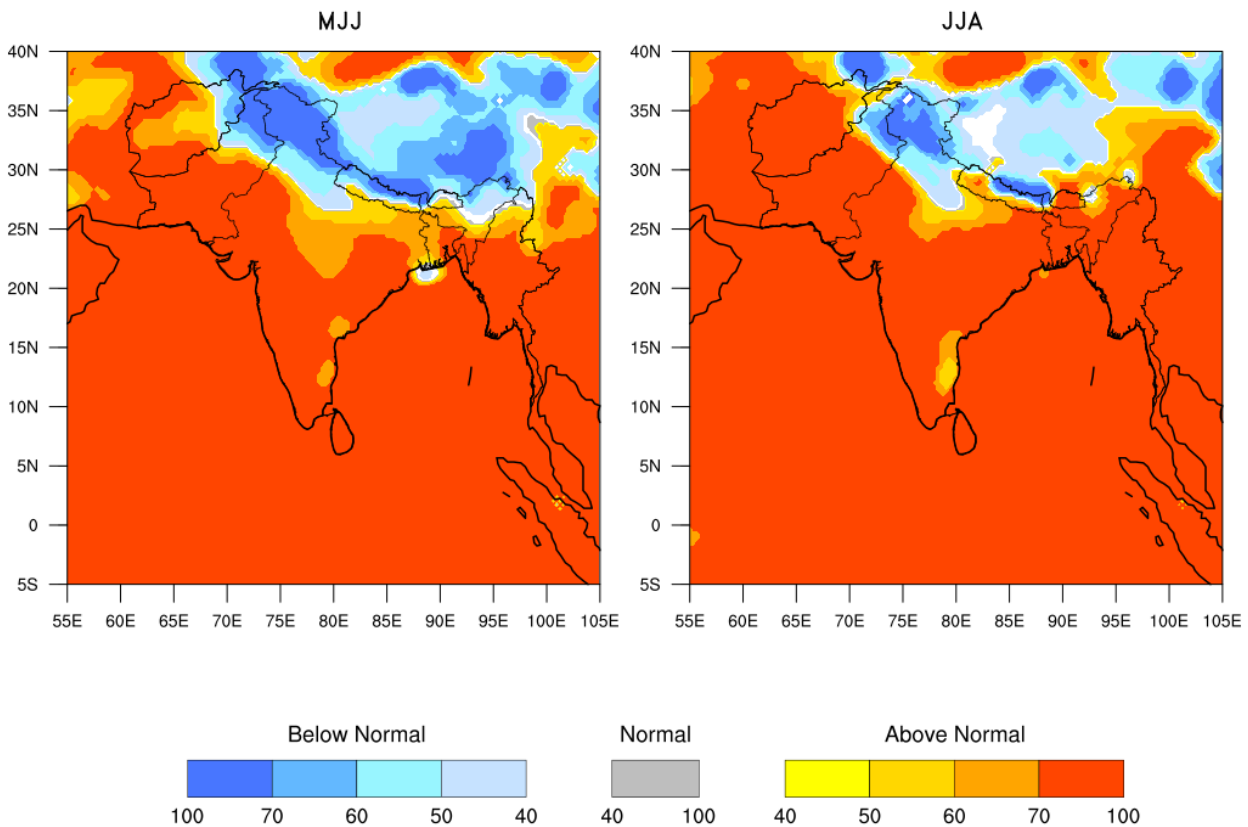 MJJ
JJA
40N
35N
30N
25N
20N
15N
10N
5N
0
5S
55E 60E 65E 70E 75E 80E 85E 90E 95E 100E 105E
40N
35N
30N
25N
20N
15N
10N
5N
0
5S
55E 60E 65E 70E 75E 80E 85E 90E 95E 100E 105E
Below Normal
Normal
Above Normal
100 70 60 50 40
40 100
40 50 60 70 100